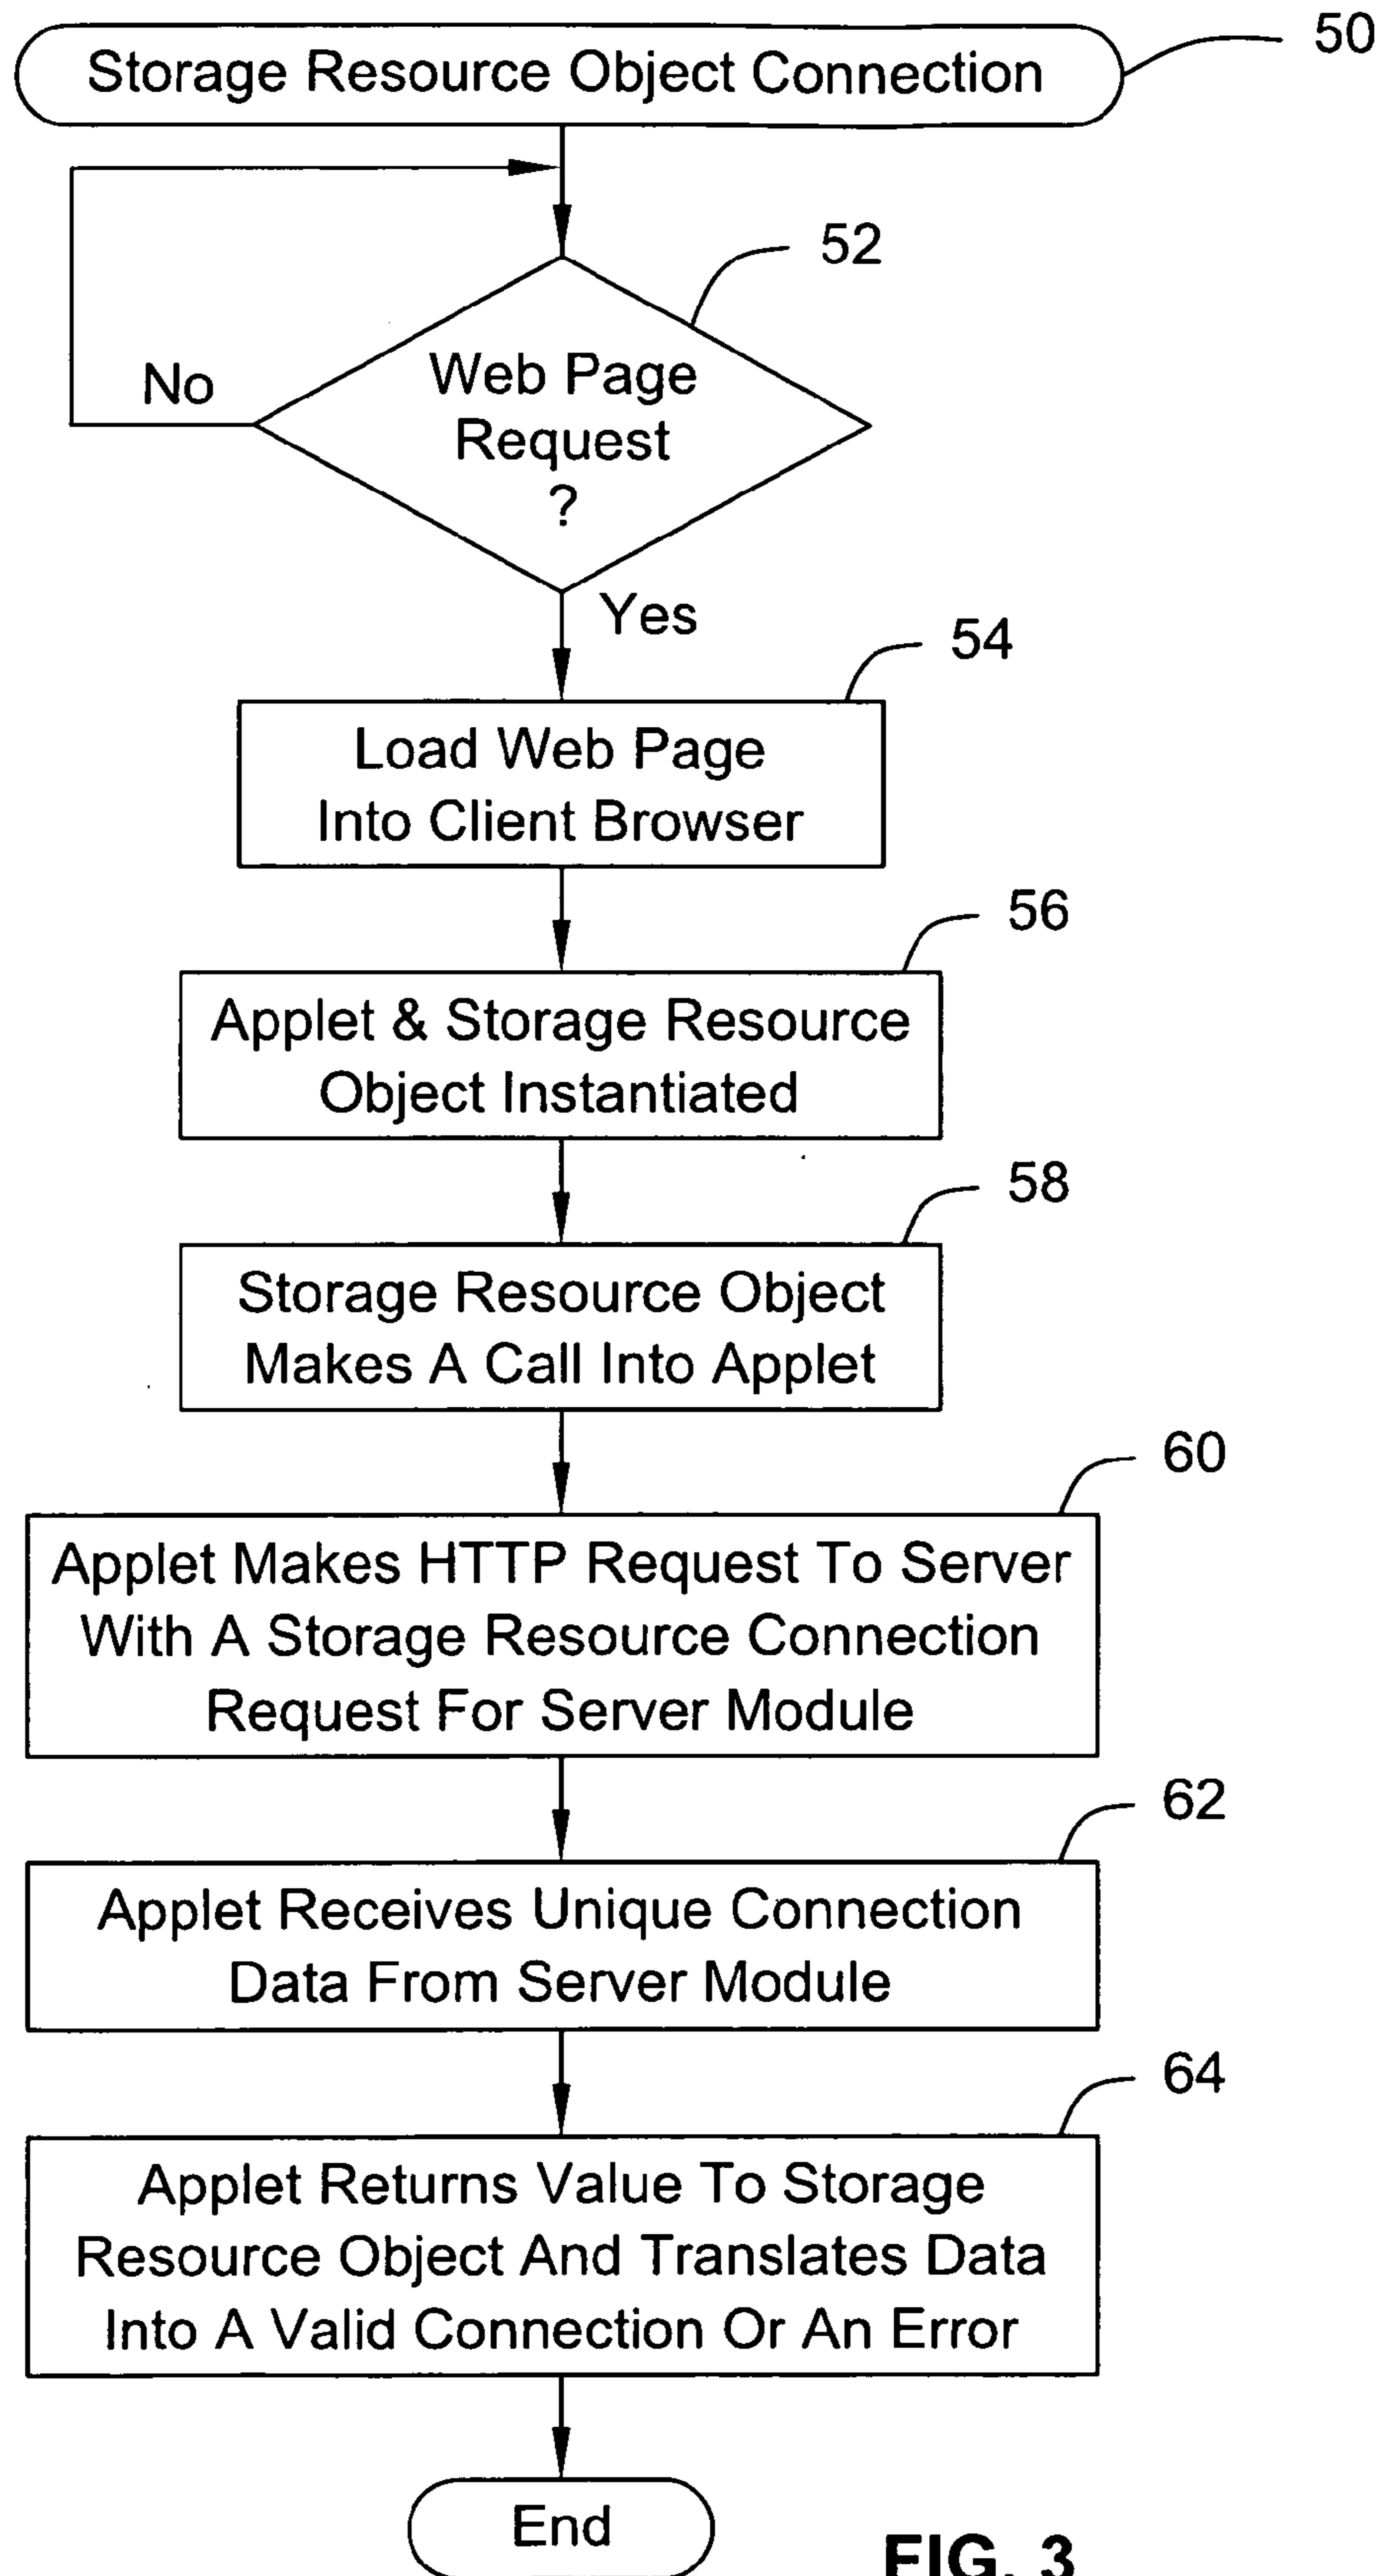 50
Storage Resource Object Connection
52
Web Page
Request
?
No
Yes
54
Load Web Page
Into Client Browser
56
Applet & Storage Resource
Object Instantiated
58
Storage Resource Object
Makes A Call Into Applet
60
Applet Makes HTTP Request To Server
With A Storage Resource Connection
Request For Server Module
62
Applet Receives Unique Connection
Data From Server Module
64
Applet Returns Value To Storage
Resource Object And Translates Data
Into A Valid Connection Or An Error
End
FIG. 3